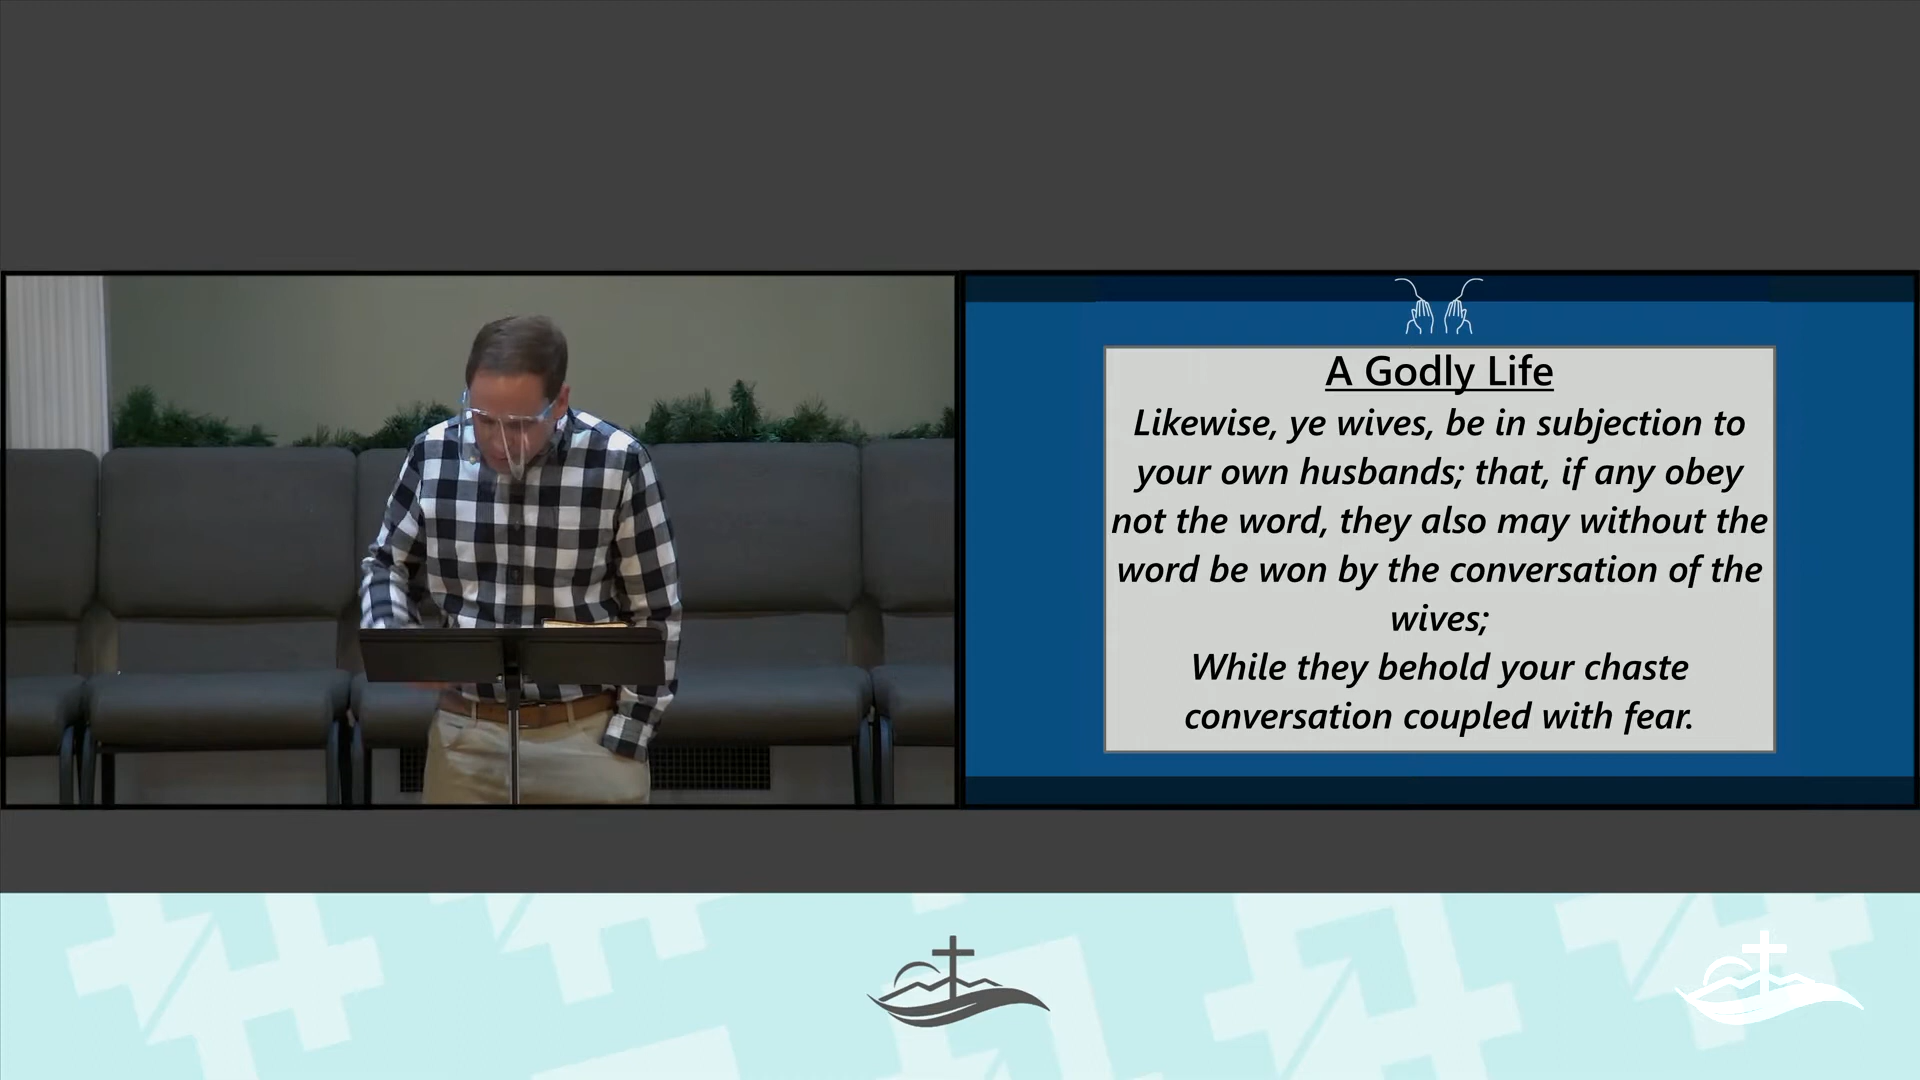 A Godly Life
Likewise, ye wives, be in subjection to
your own husbands; that, if any obey
not the word, they also may without the
word be won by the conversation of the
wives;
While they behold your chaste
conversation coupled with fear.